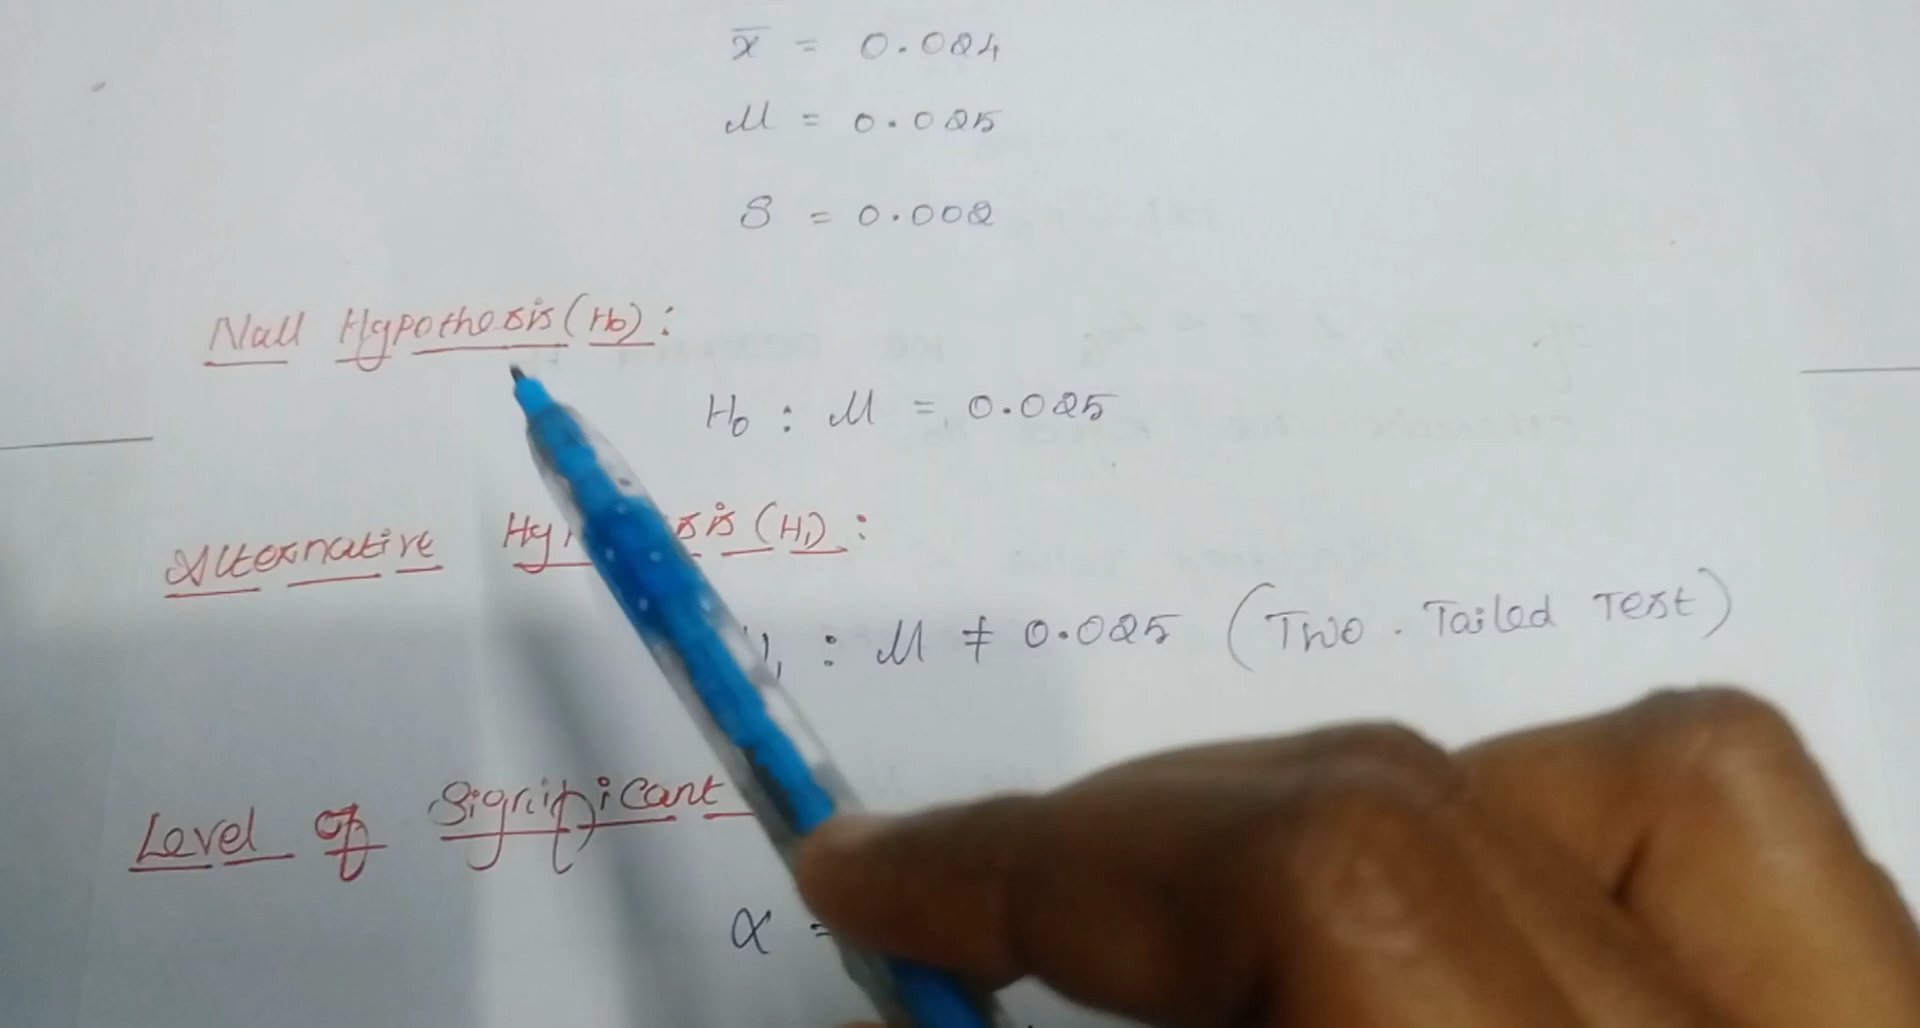 x̄ = 0.024
μ = 0.025
S = 0.002
Null Hypothesis (H0) :
H0 : μ = 0.025
Alternative (H1) :
: μ ≠ 0.025 (Two - Tailed Test)
Level of Significant
α =